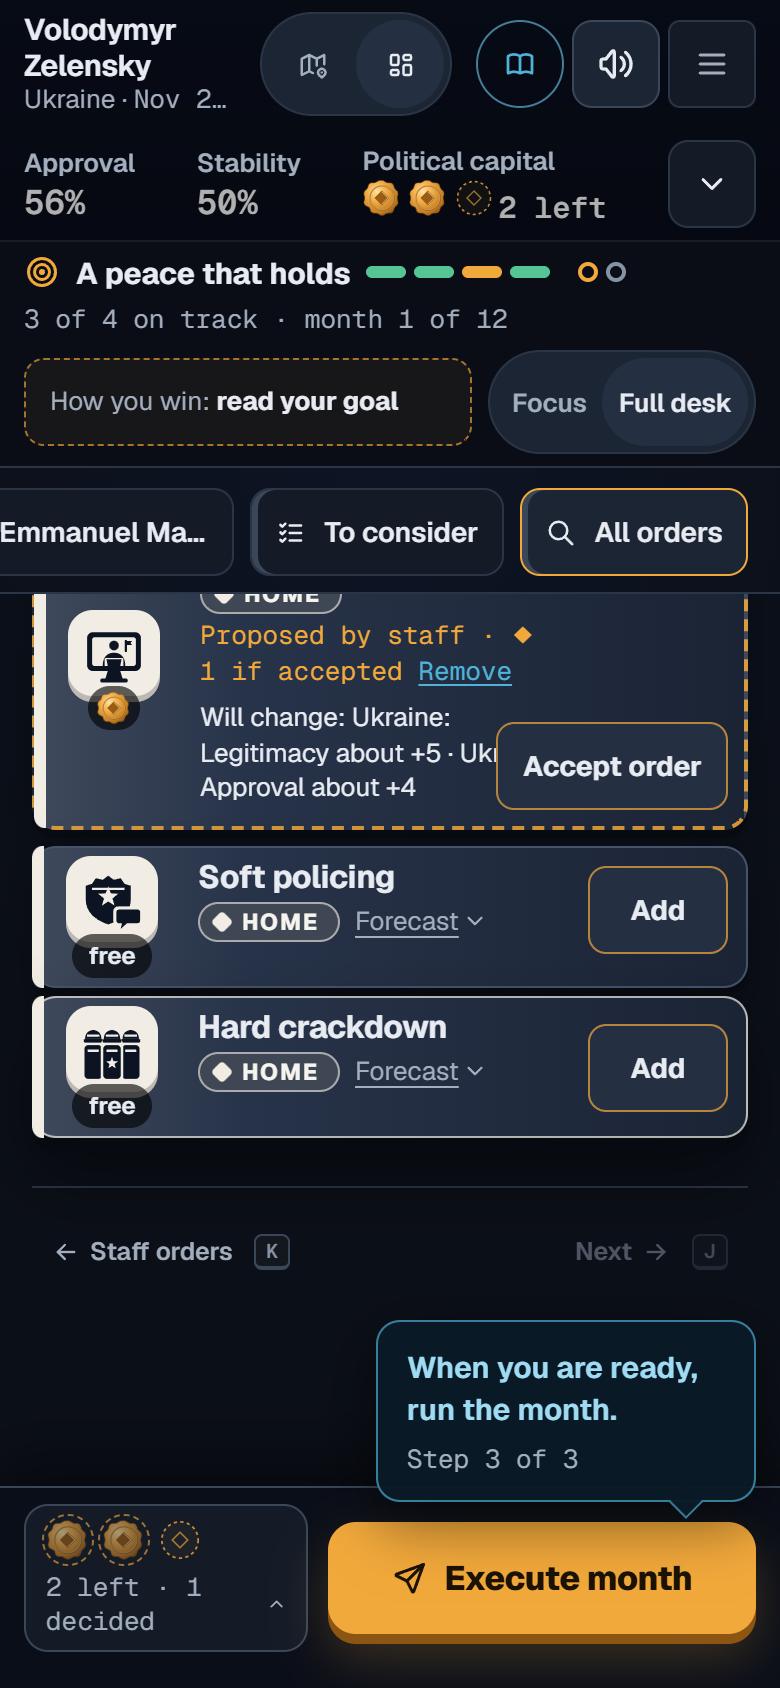 Volodymyr
Zelensky
Ukraine · Nov 2…
Approval
56%
Stability
50%
Political capital
2 left
A peace that holds
3 of 4 on track · month 1 of 12
How you win: read your goal
Focus
Full desk
Emmanuel Ma…
To consider
All orders
HOME
Proposed by staff · ◆
1 if accepted Remove
Will change: Ukraine:
Legitimacy about +5 · Ukr
Approval about +4
Accept order
Soft policing
HOME
Forecast
free
Add
Hard crackdown
HOME
Forecast
free
Add
← Staff orders K
Next → J
When you are ready,
run the month.
Step 3 of 3
2 left · 1
decided
Execute month